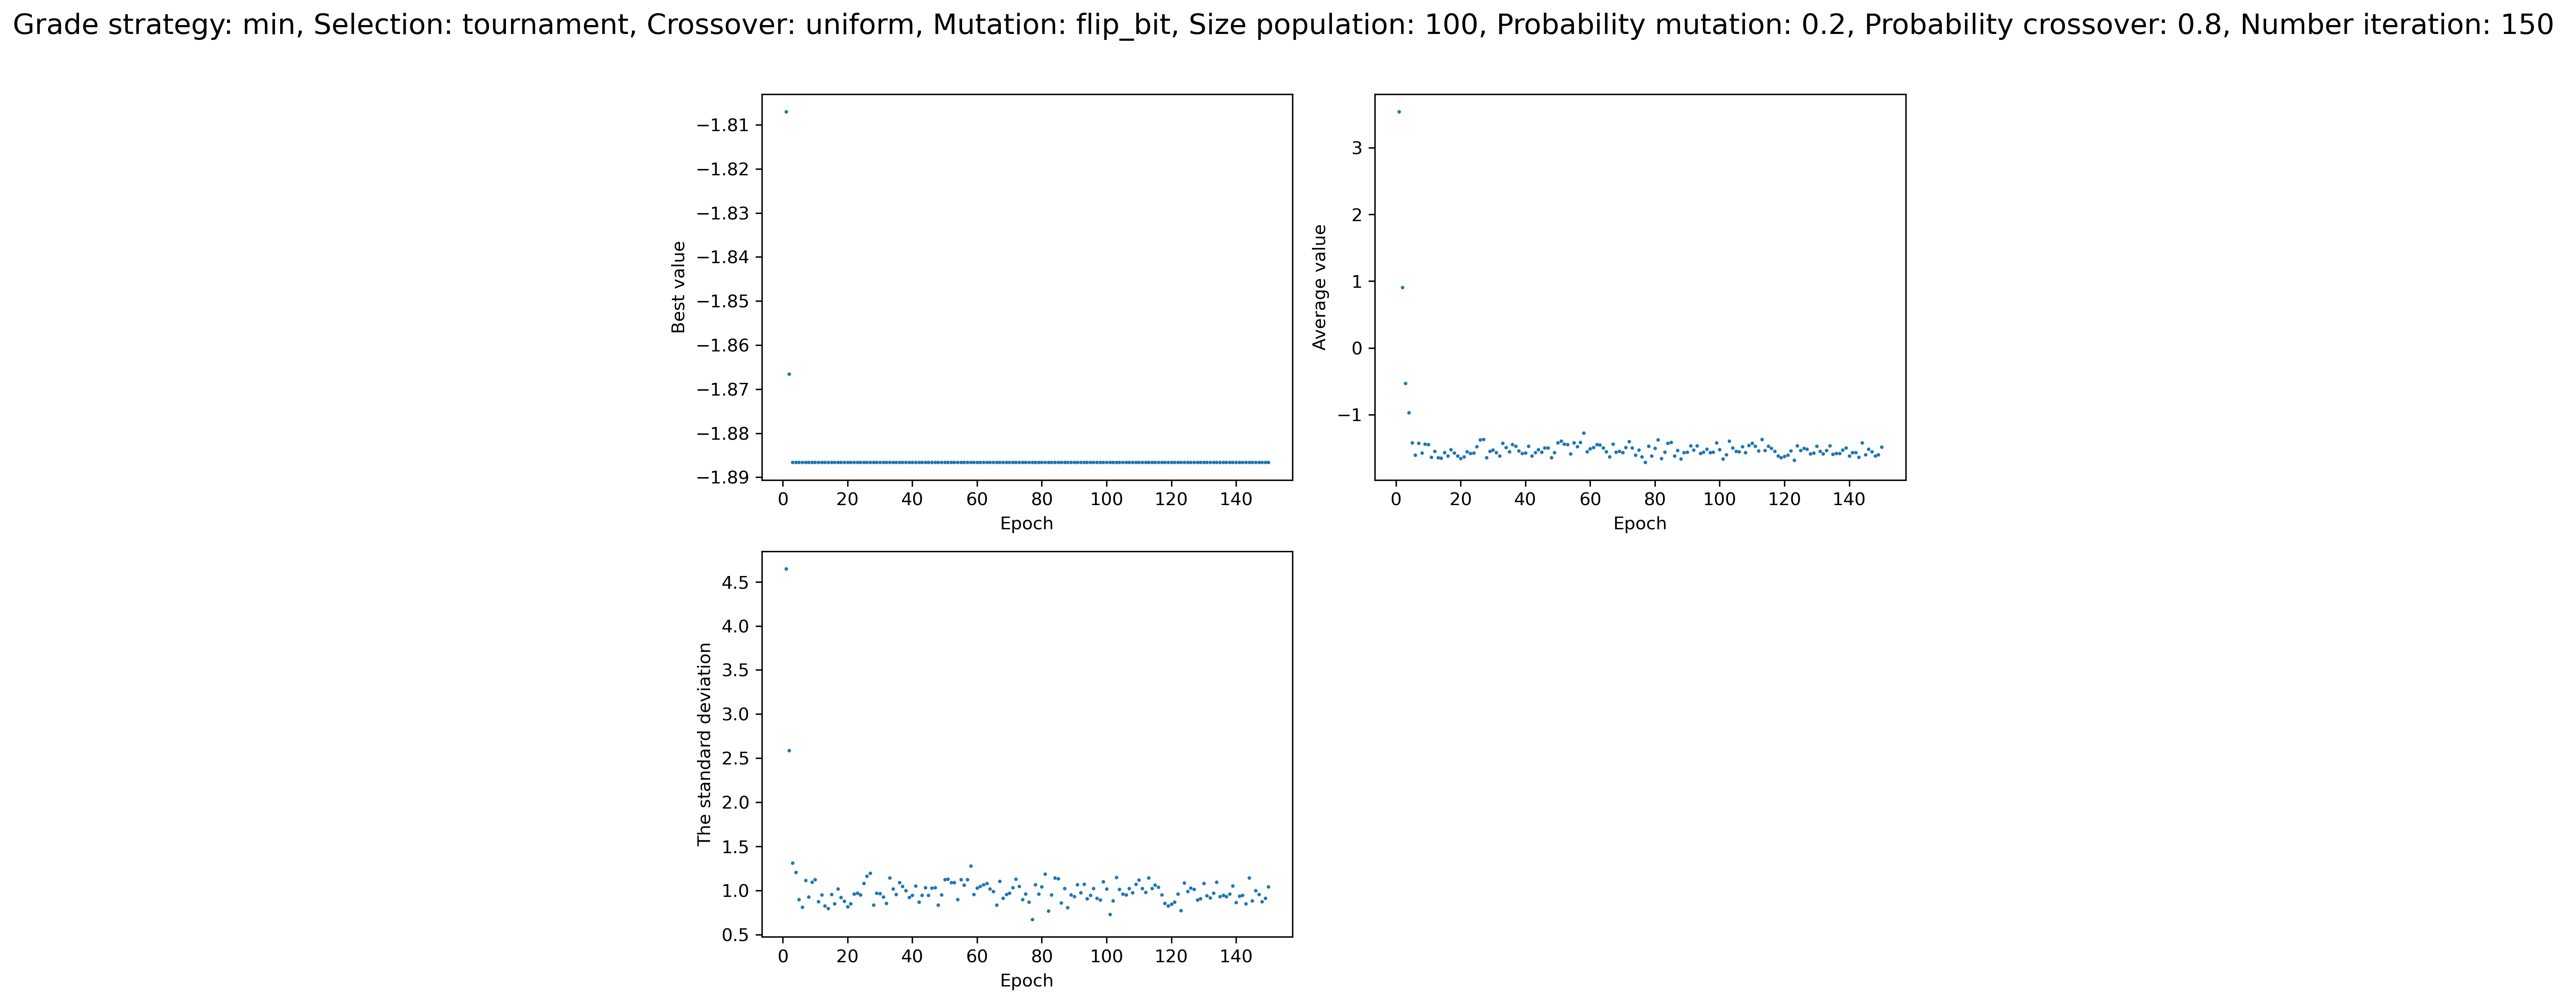 Grade strategy: min, Selection: tournament, Crossover: uniform, Mutation: flip_bit, Size population: 100, Probability mutation: 0.2, Probability crossover: 0.8, Number iteration: 150
Best value
−1.81
−1.82
−1.83
−1.84
−1.85
−1.86
−1.87
−1.88
−1.89
0 20 40 60 80 100 120 140
Epoch
Average value
3
2
1
0
−1
0 20 40 60 80 100 120 140
Epoch
The standard deviation
4.5
4.0
3.5
3.0
2.5
2.0
1.5
1.0
0.5
0 20 40 60 80 100 120 140
Epoch